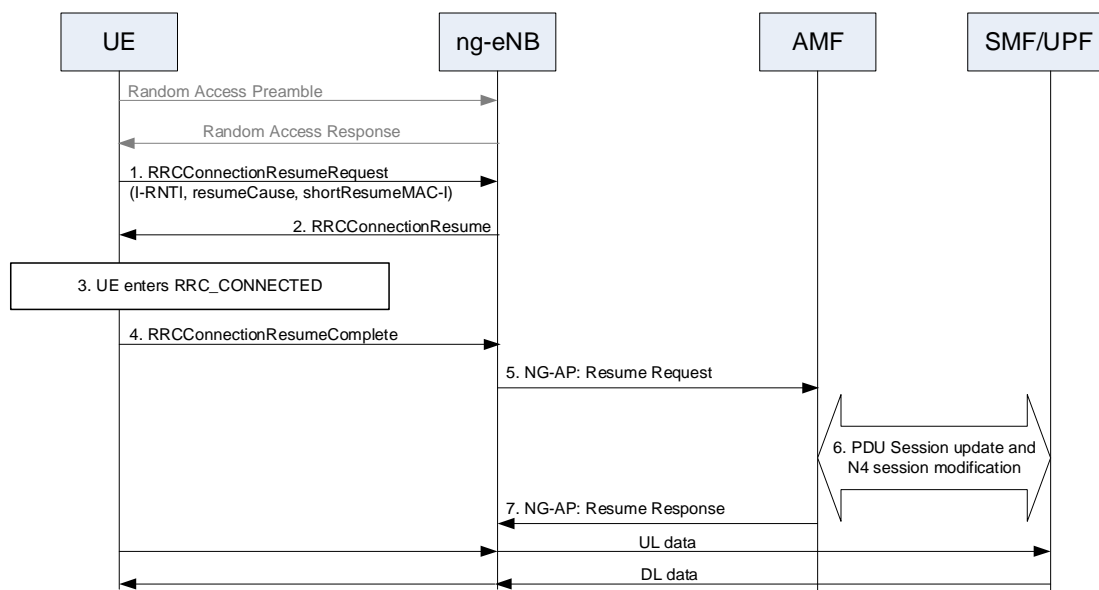 UE
ng-eNB
AMF
SMF/UPF
Random Access Preamble
Random Access Response
1. RRCConnectionResumeRequest
(I-RNTI, resumeCause, shortResumeMAC-I)
2. RRCConnectionResume
3. UE enters RRC_CONNECTED
4. RRCConnectionResumeComplete
5. NG-AP: Resume Request
6. PDU Session update and
N4 session modification
7. NG-AP: Resume Response
UL data
DL data